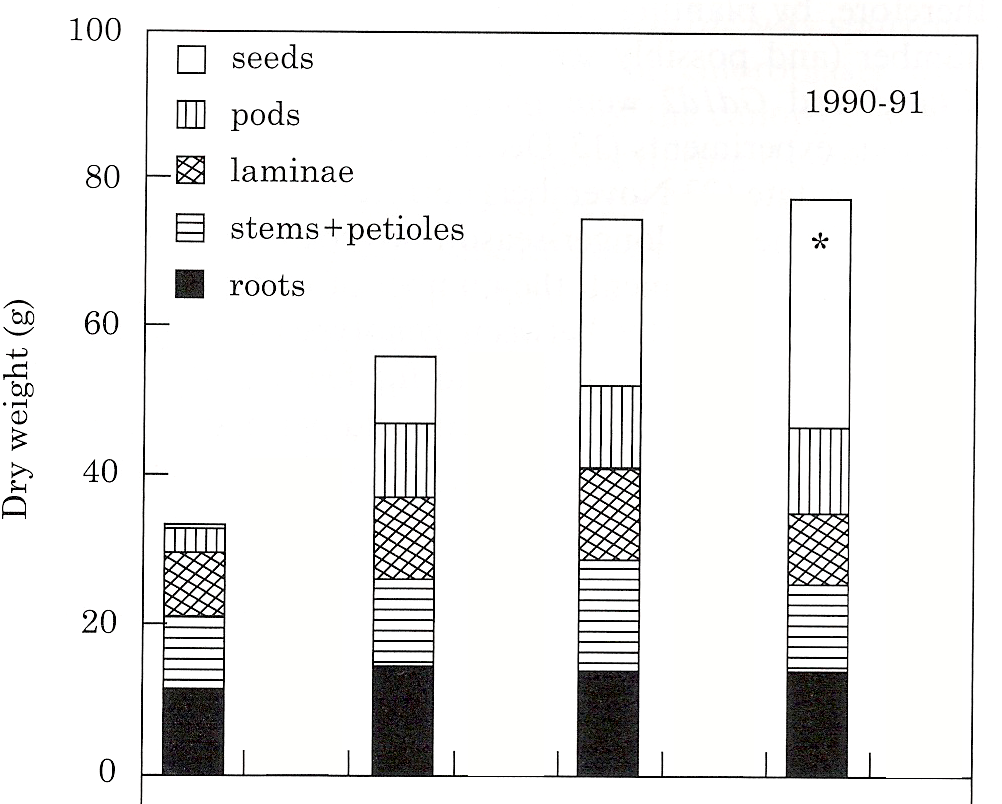 100
seeds
1990-91
pods
80
laminae
stems+petioles
roots
60
Dry weight (g)
40
20
0
*